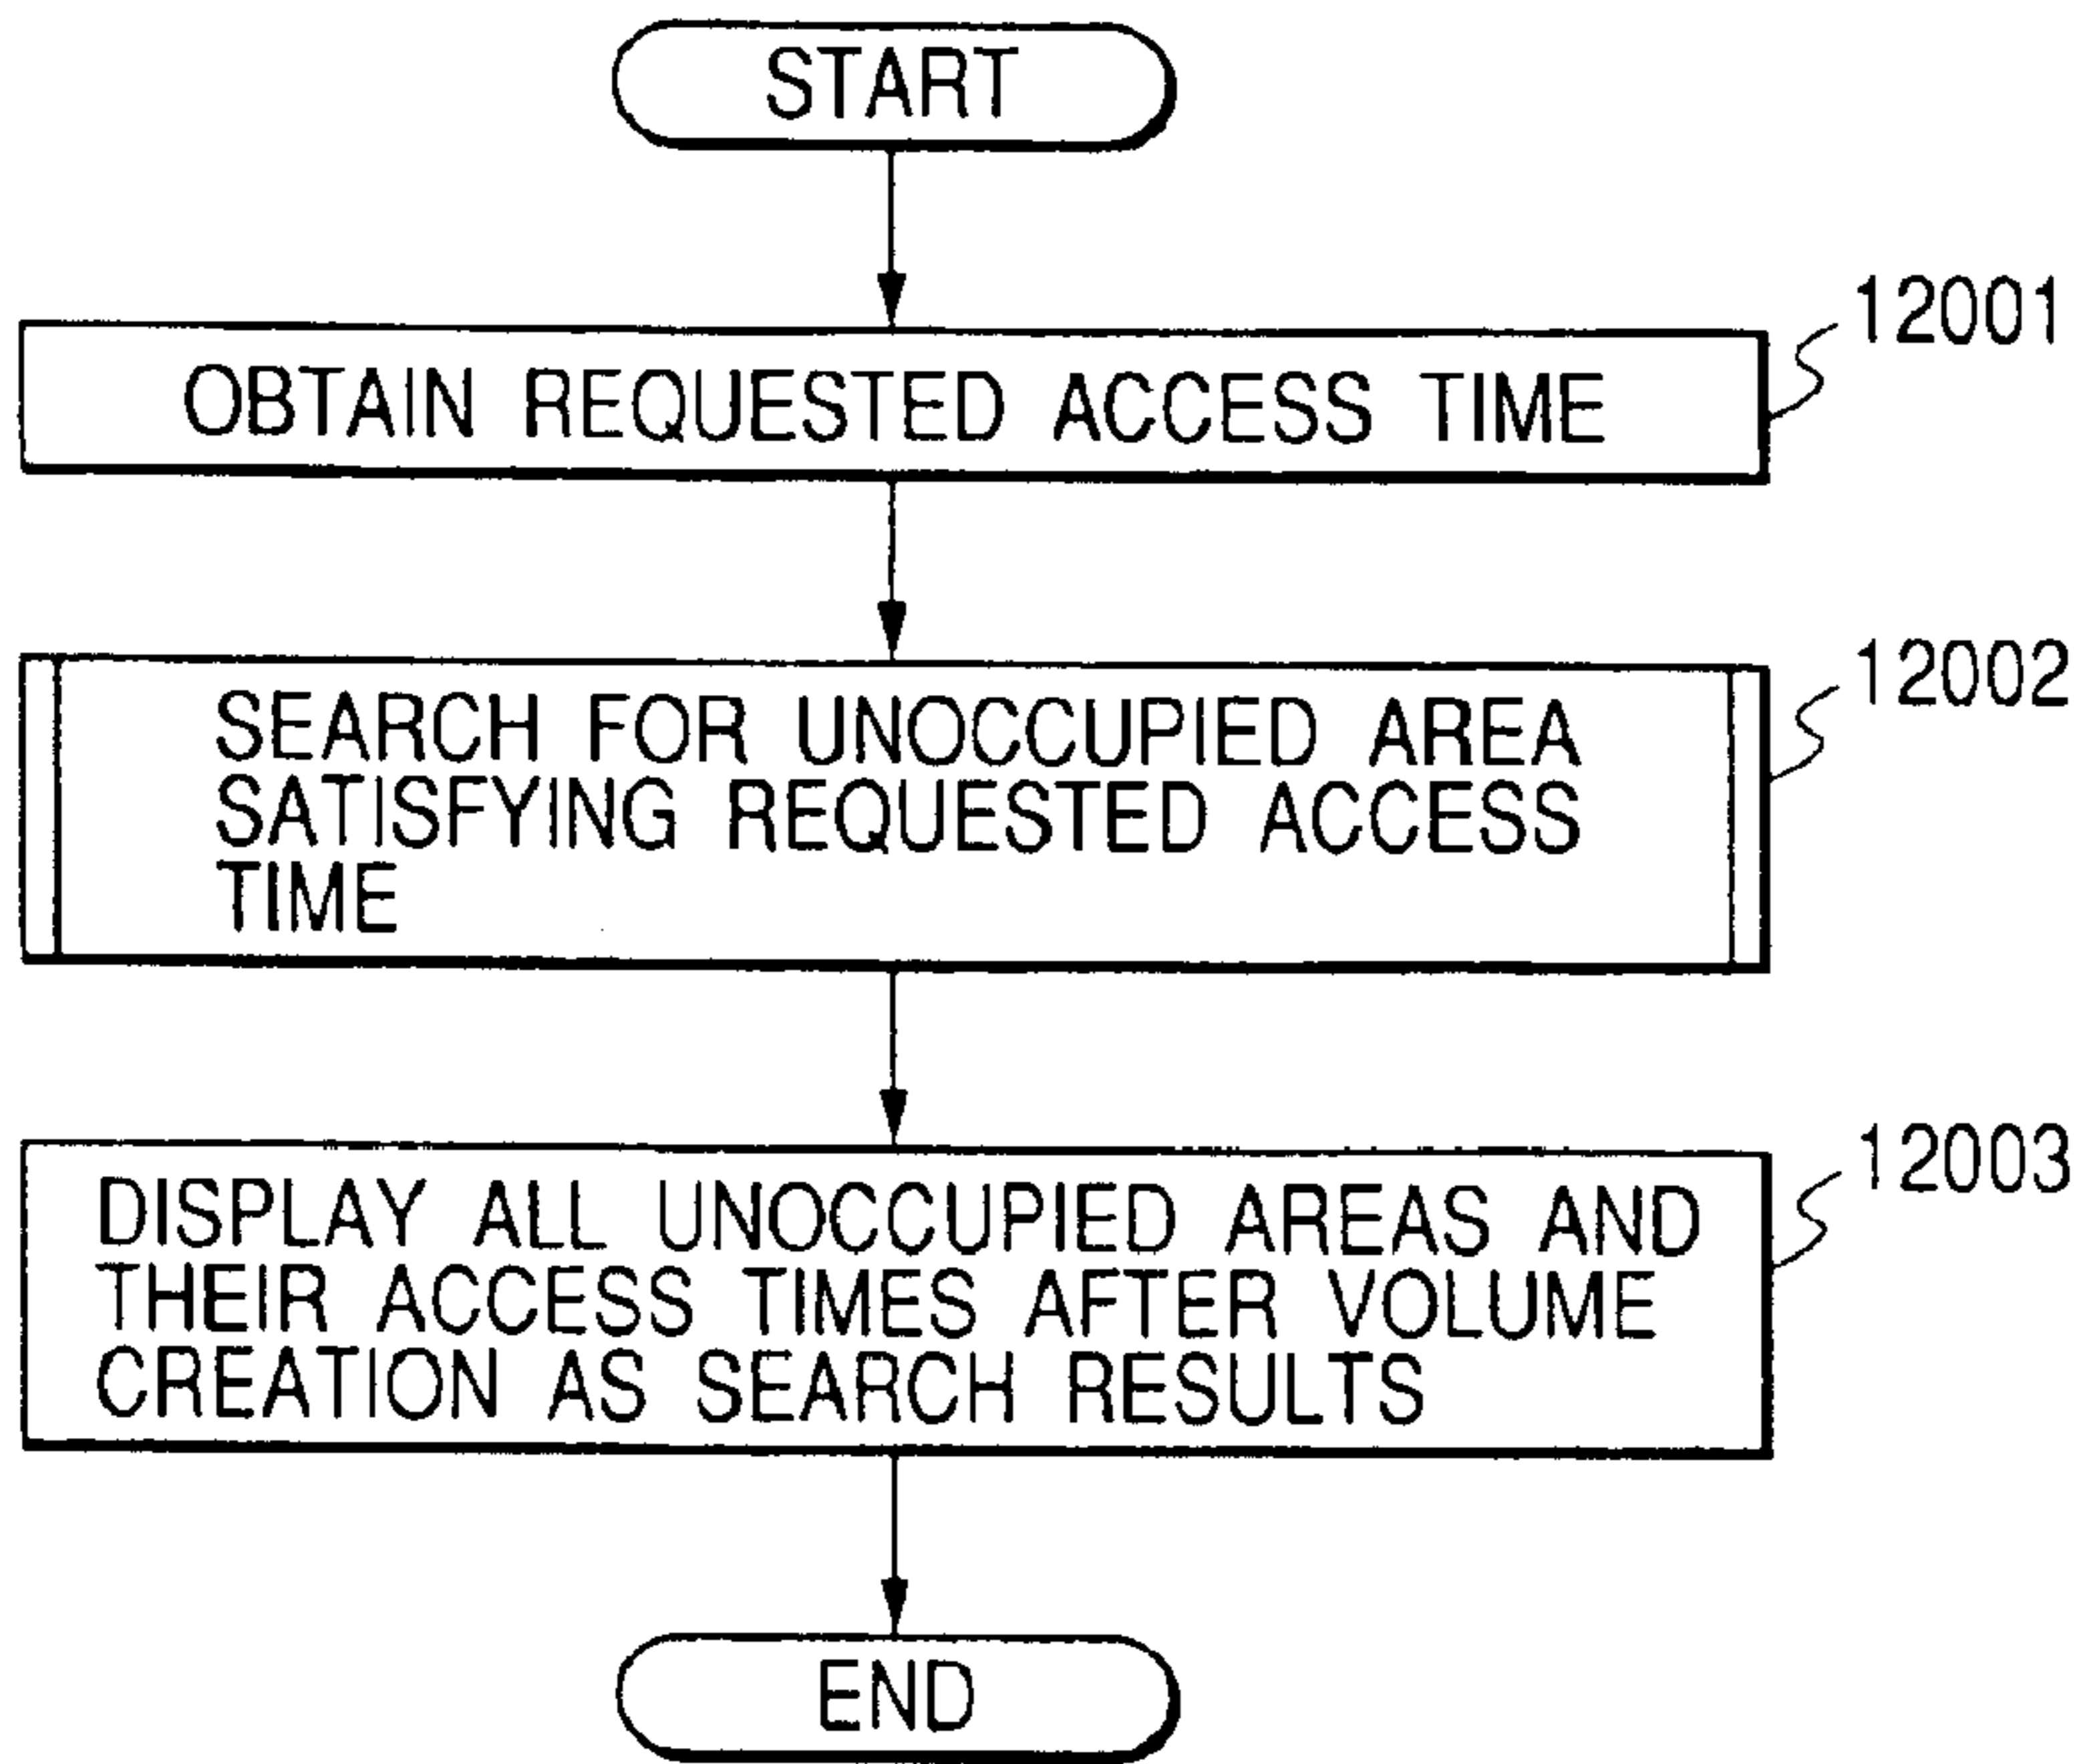 START
12001
OBTAIN REQUESTED ACCESS TIME
12002
SEARCH FOR UNOCCUPIED AREA
SATISFYING REQUESTED ACCESS
TIME
12003
DISPLAY ALL UNOCCUPIED AREAS AND
THEIR ACCESS TIMES AFTER VOLUME
CREATION AS SEARCH RESULTS
END